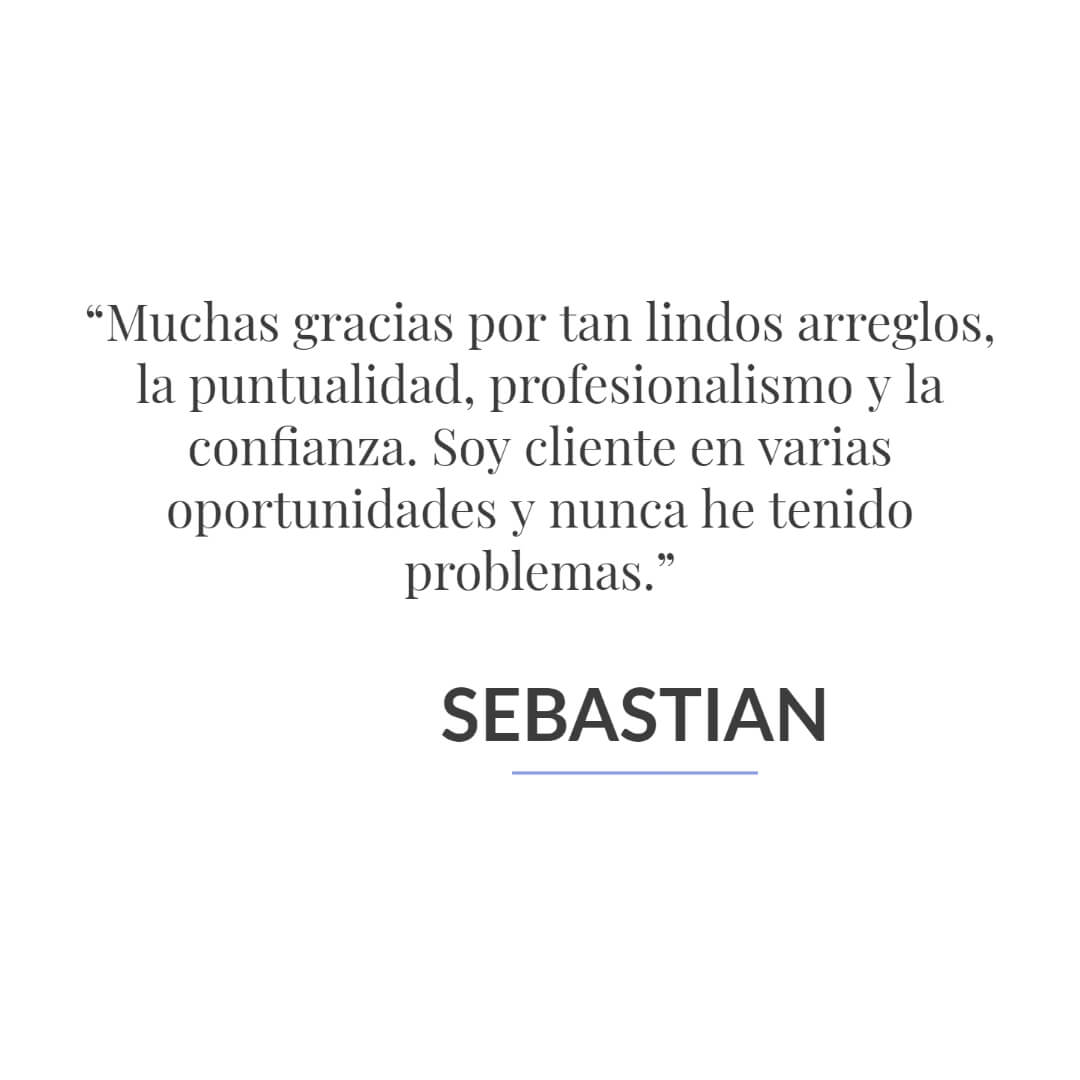 “Muchas gracias por tan lindos arreglos,
la puntualidad, profesionalismo y la
confianza. Soy cliente en varias
oportunidades y nunca he tenido
problemas.”
SEBASTIAN